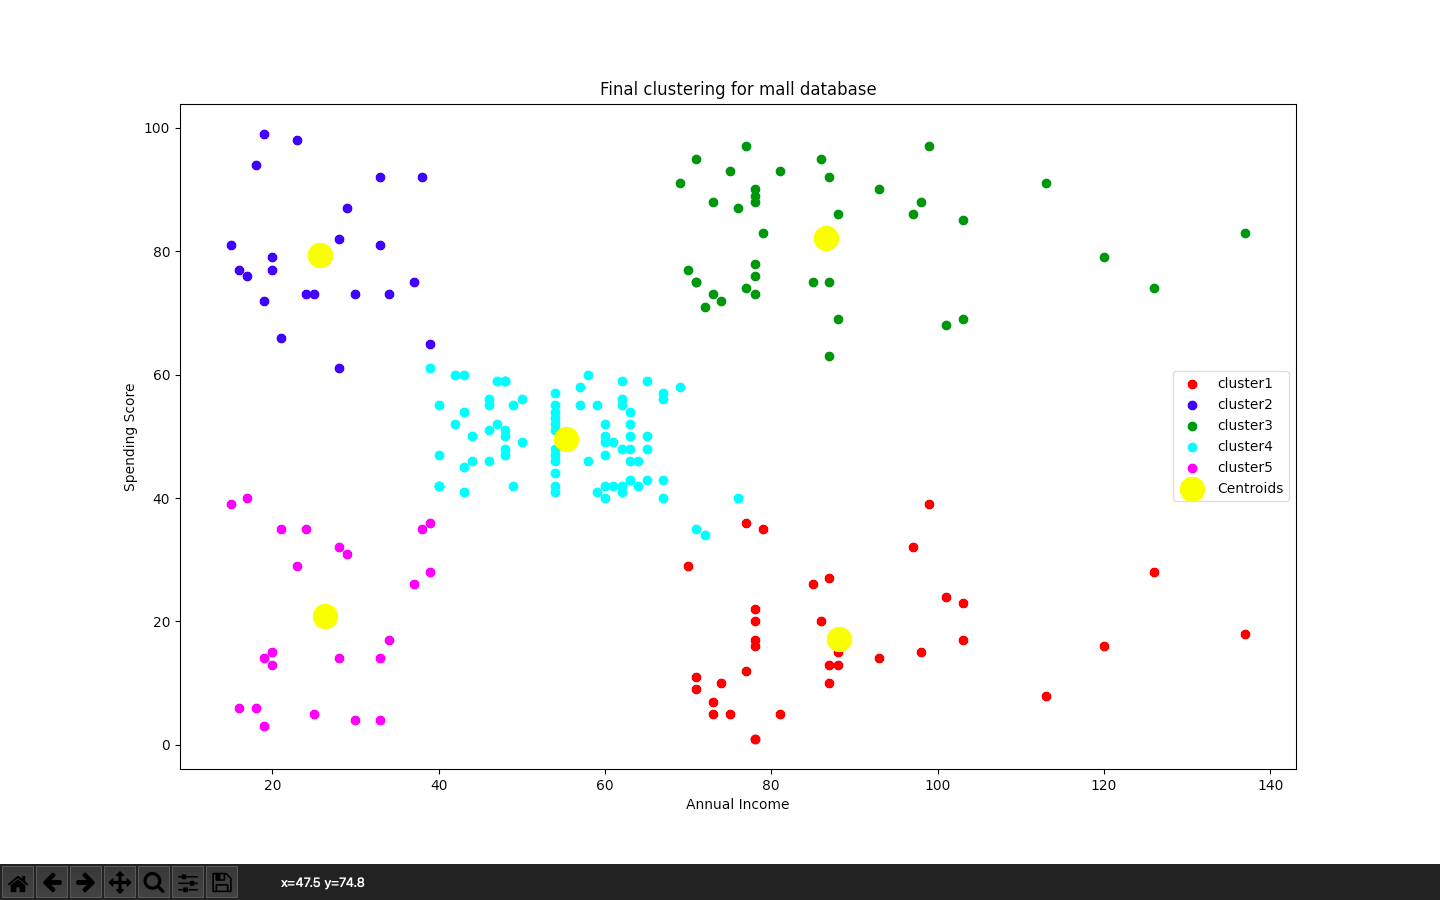 Final clustering for mall database
100
80
60
40
20
0
Spending Score
20 40 60 80 100 120 140
Annual Income
cluster1
cluster2
cluster3
cluster4
cluster5
Centroids
x=47.5 y=74.8